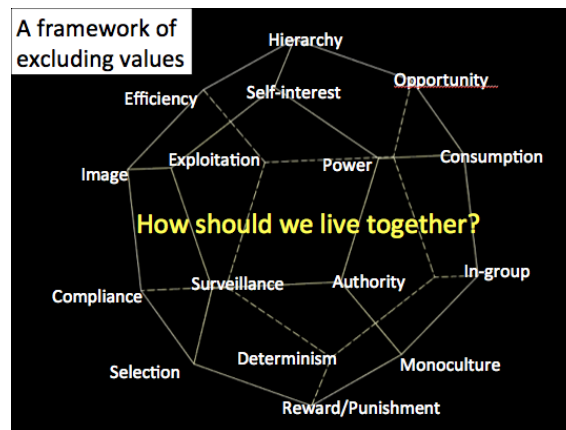 A framework of
excluding values
Hierarchy
Opportunity
Self-interest
Efficiency
Exploitation
Power
Consumption
Image
How should we live together?
In-group
Surveillance
Authority
Compliance
Determinism
Monoculture
Selection
Reward/Punishment